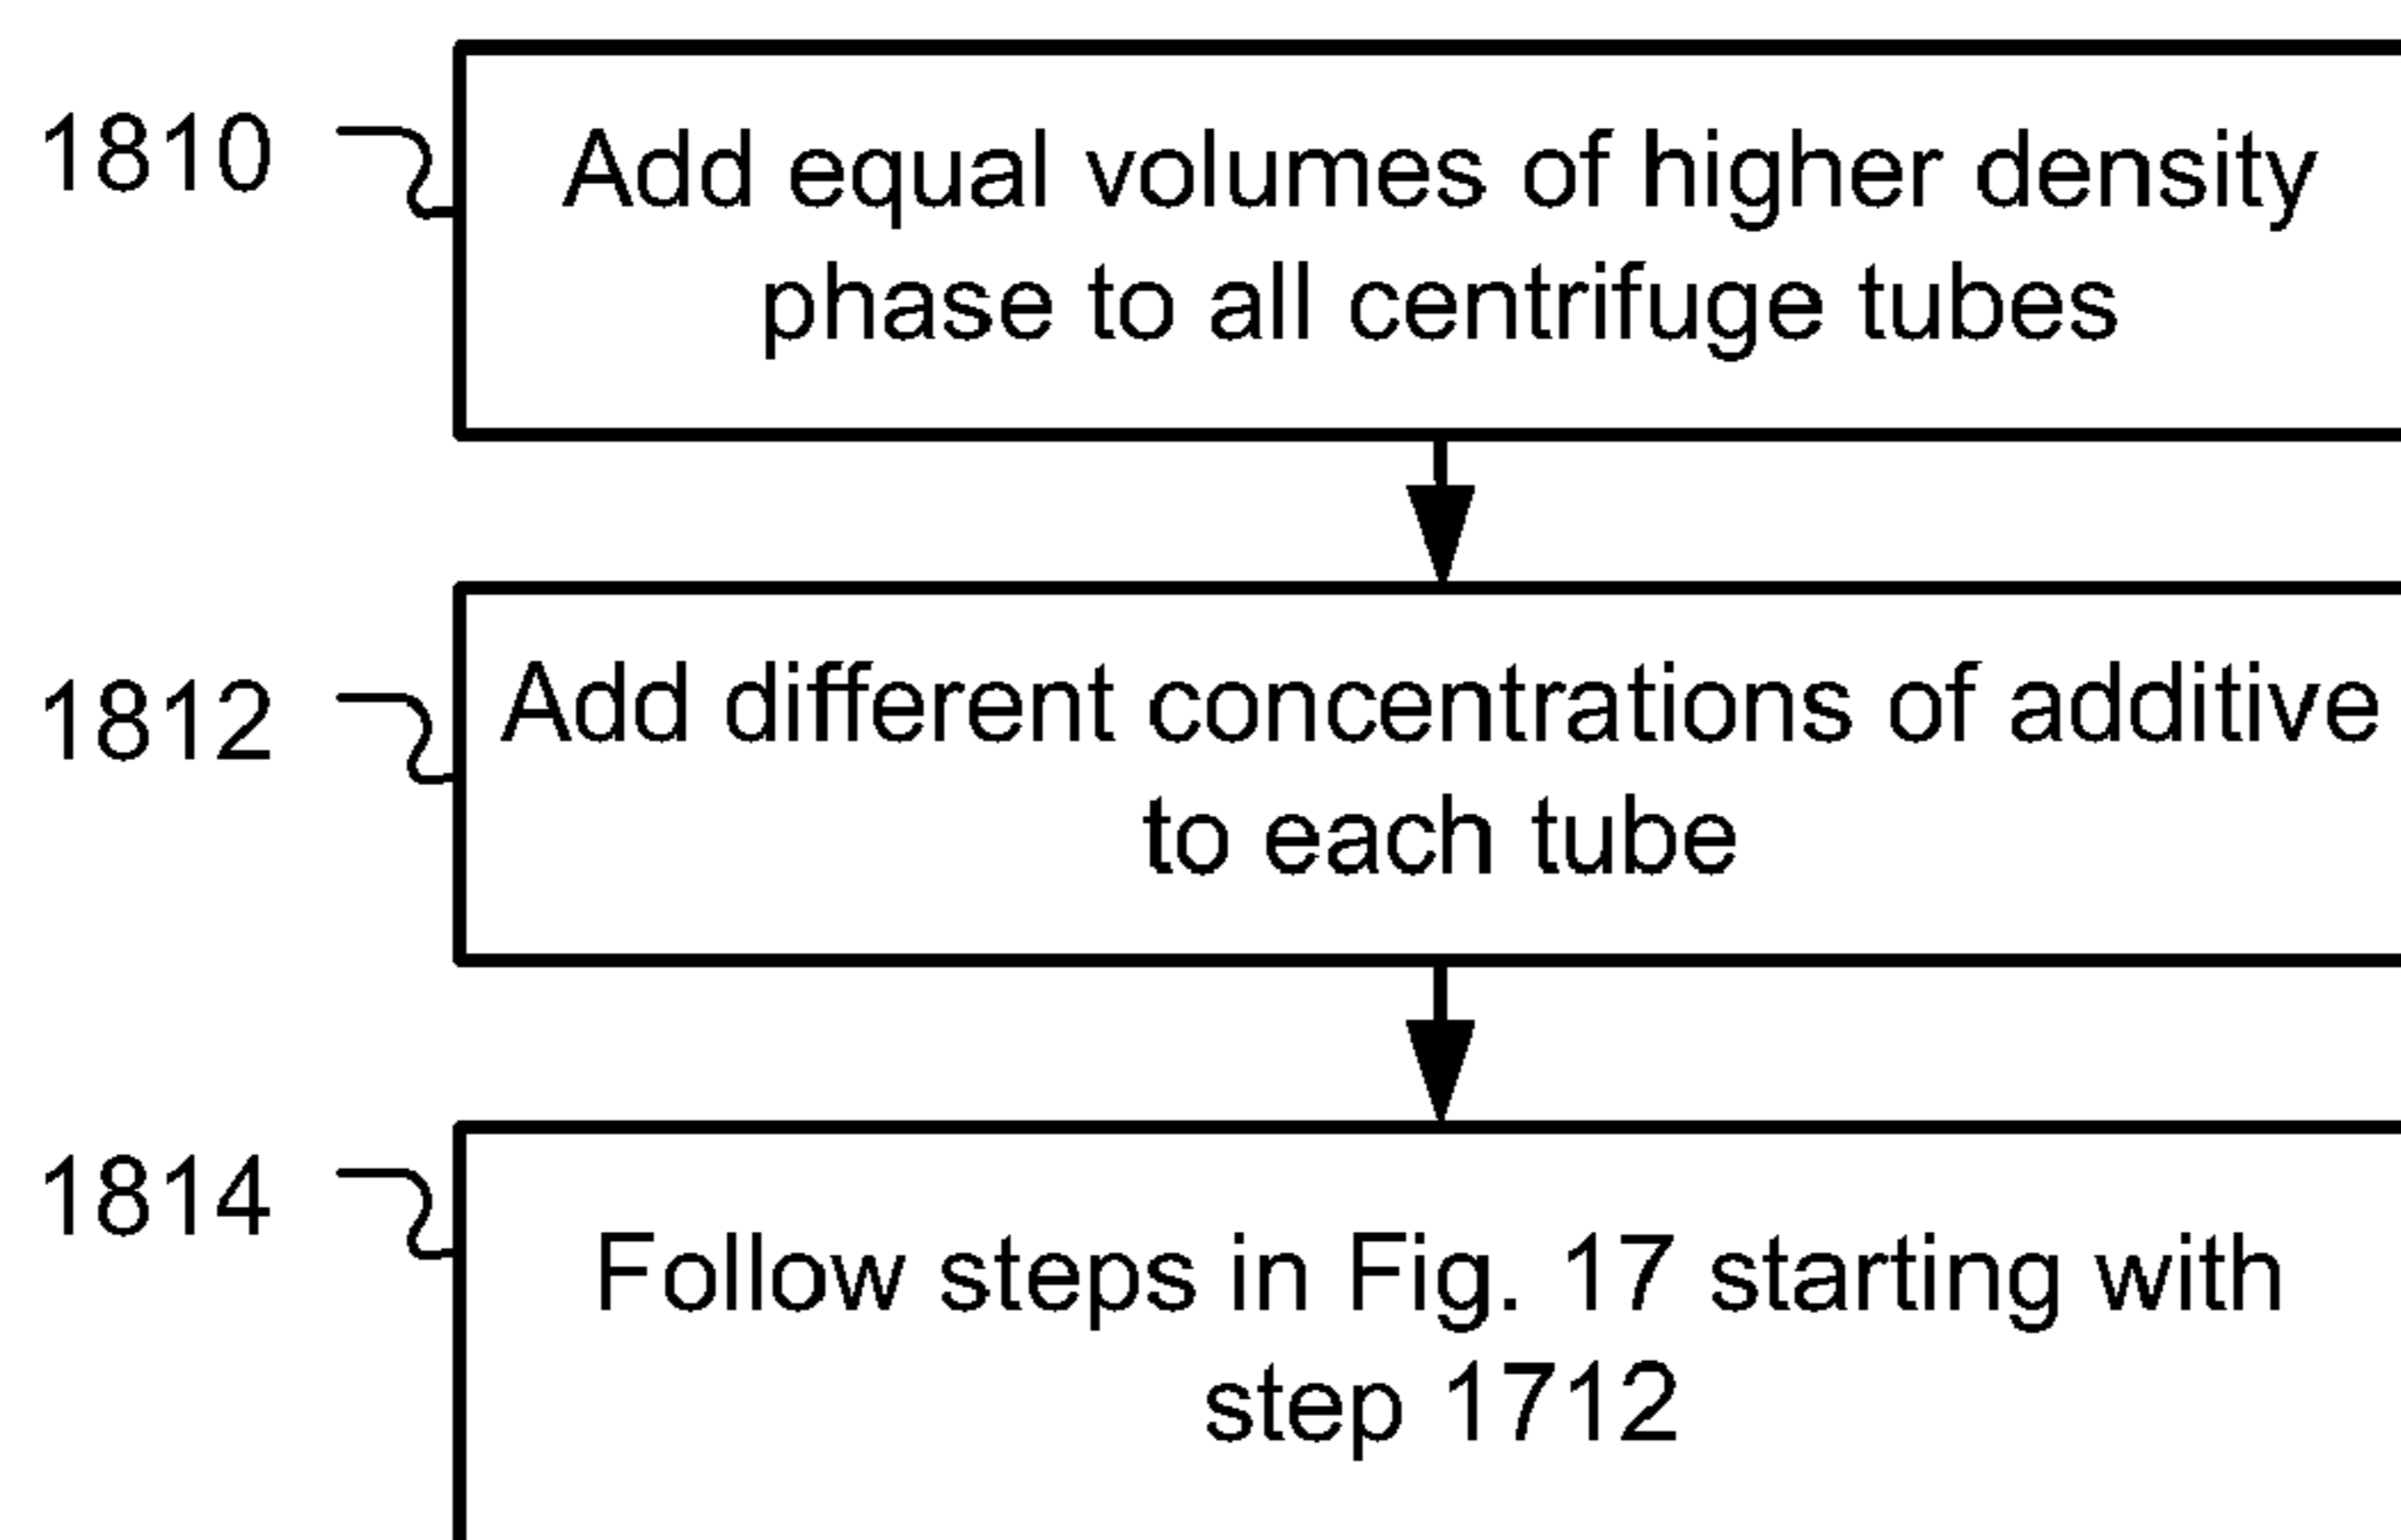 1810
Add equal volumes of higher density
phase to all centrifuge tubes
1812
Add different concentrations of additive
to each tube
1814
Follow steps in Fig. 17 starting with
step 1712